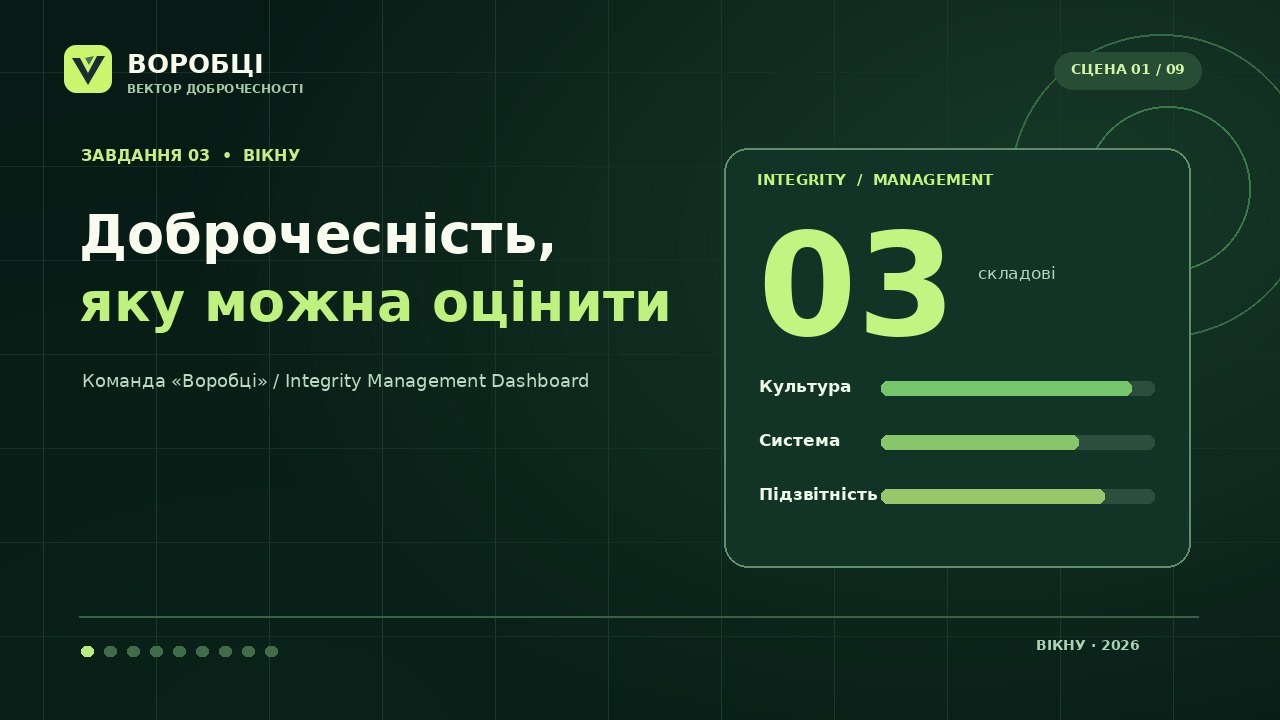 ВОРОБЦІ
ВЕКТОР ДОБРОЧЕСНОСТІ
СЦЕНА 01 / 09
ЗАВДАННЯ 03 • ВІКНУ
Доброчесність,
яку можна оцінити
Команда «Воробці» / Integrity Management Dashboard
INTEGRITY / MANAGEMENT
03 складові
Культура
Система
Підзвітність
ВІКНУ · 2026